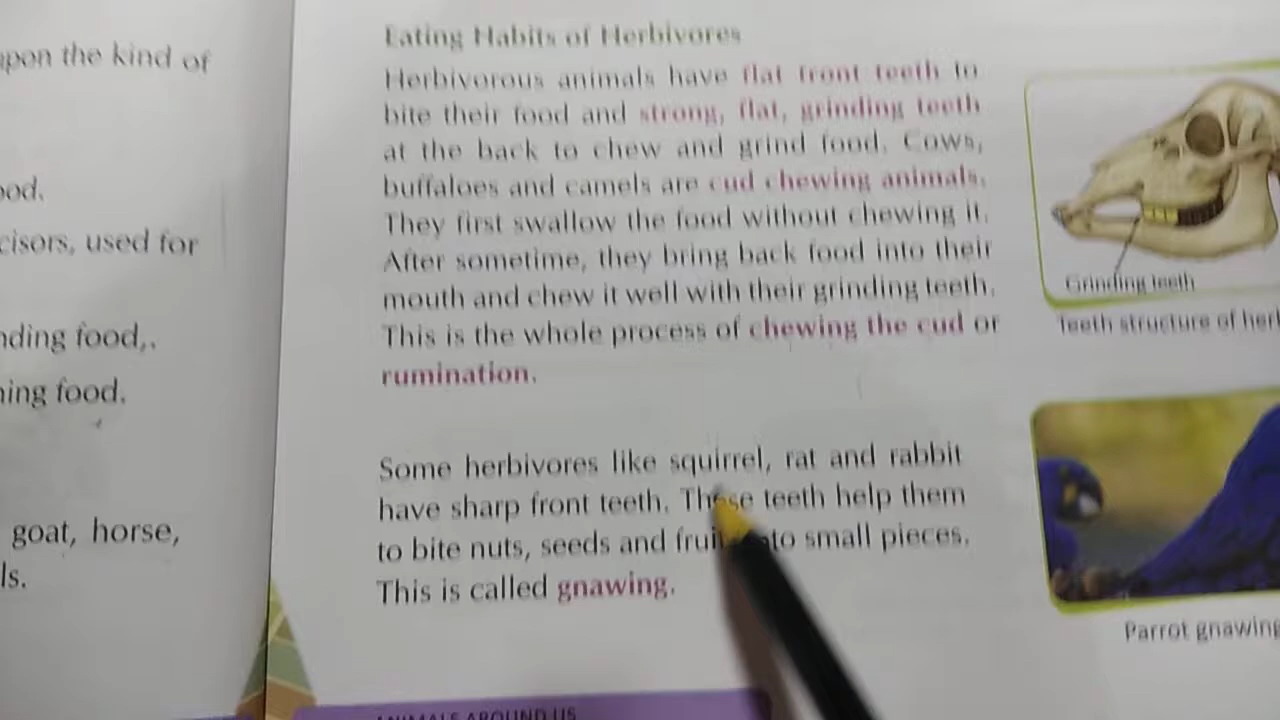 upon the kind of
ood.
cisors, used for
nding food,.
ning food.
goat, horse,
ls.
Eating Habits of Herbivores
Herbivorous animals have flat front teeth to
bite their food and strong, flat, grinding teeth
at the back to chew and grind food. Cows,
buffaloes and camels are cud chewing animals.
They first swallow the food without chewing it.
After sometime, they bring back food into their
mouth and chew it well with their grinding teeth.
This is the whole process of chewing the cud or
rumination.
Some herbivores like squirrel, rat and rabbit
have sharp front teeth. These teeth help them
to bite nuts, seeds and fruits into small pieces.
This is called gnawing.
Grinding teeth
Teeth structure of her
Parrot gnawing
ANIMALS AROUND US